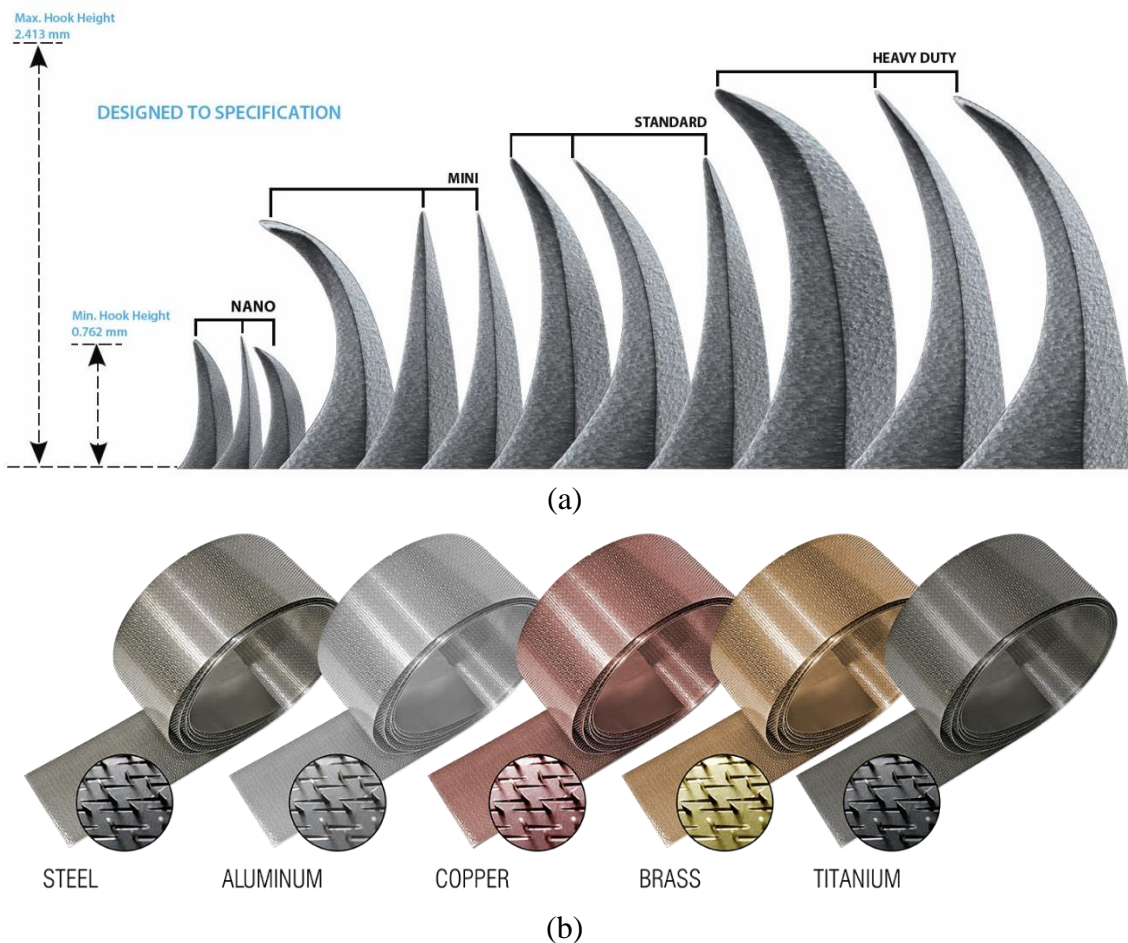 Max. Hook Height
2.413 mm
HEAVY DUTY
DESIGNED TO SPECIFICATION
STANDARD
MINI
NANO
Min. Hook Height
0.762 mm
(a)
STEEL
ALUMINUM
COPPER
BRASS
TITANIUM
(b)